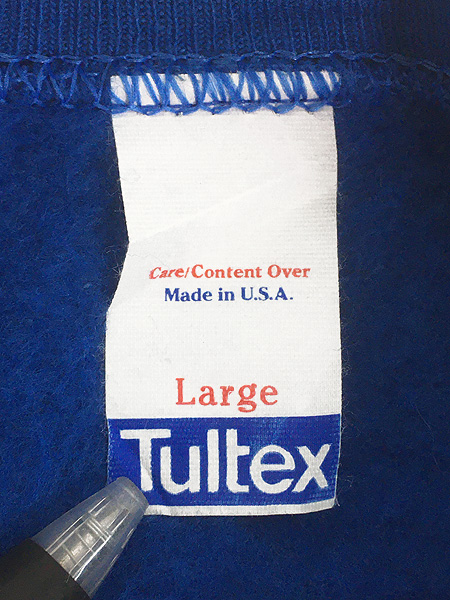 Care/Content Over
Made in U.S.A.
Large
Tultex